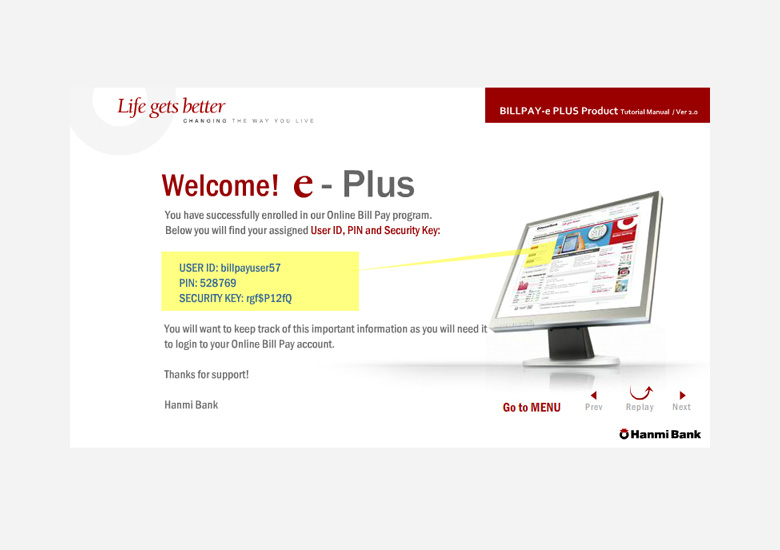 Life gets better
CHANGING THE WAY YOU LIVE
BILLPAY-e PLUS Product Tutorial Manual / Ver 2.0
Welcome! e - Plus
You have successfully enrolled in our Online Bill Pay program.
Below you will find your assigned User ID, PIN and Security Key:
USER ID: billpayuser57
PIN: 528769
SECURITY KEY: rgf$P12fQ
You will want to keep track of this important information as you will need it
to login to your Online Bill Pay account.
Thanks for support!
Hanmi Bank
Go to MENU
Prev
Replay
Next
Hanmi Bank